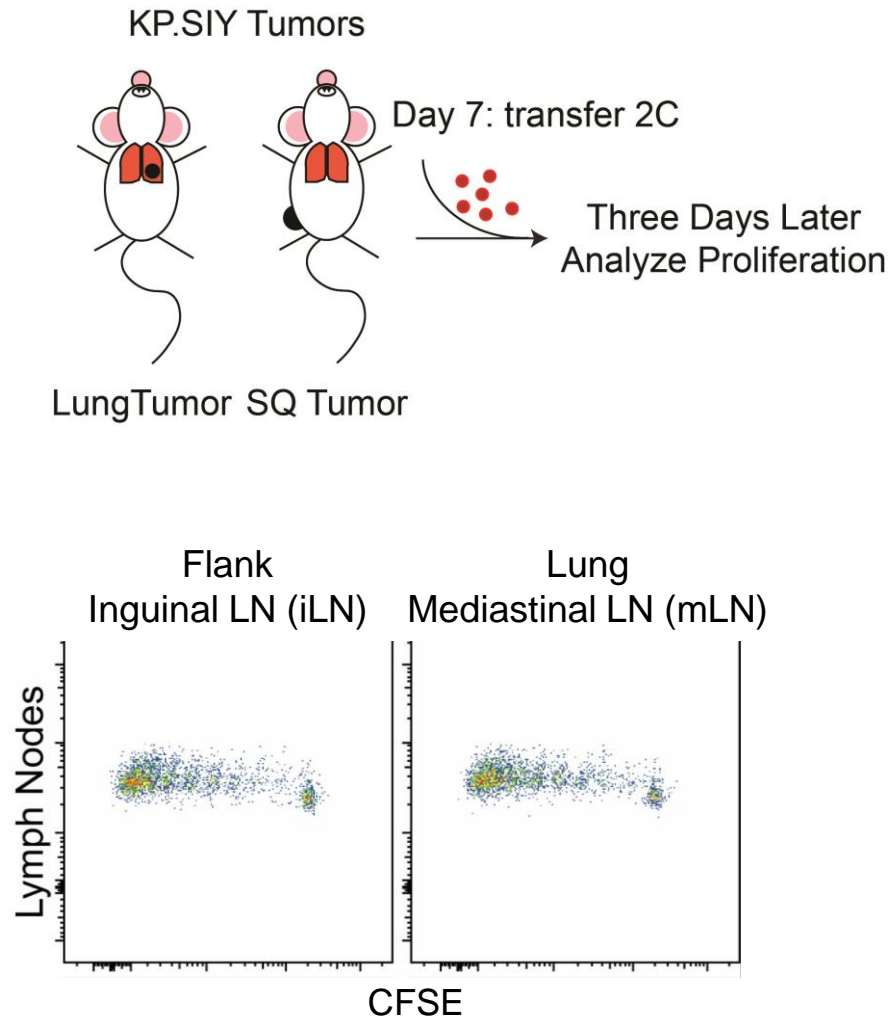 KP.SIY Tumors
Day 7: transfer 2C
Three Days Later
Analyze Proliferation
LungTumor SQ Tumor
Flank
Inguinal LN (iLN)
Lung
Mediastinal LN (mLN)
Lymph Nodes
CFSE